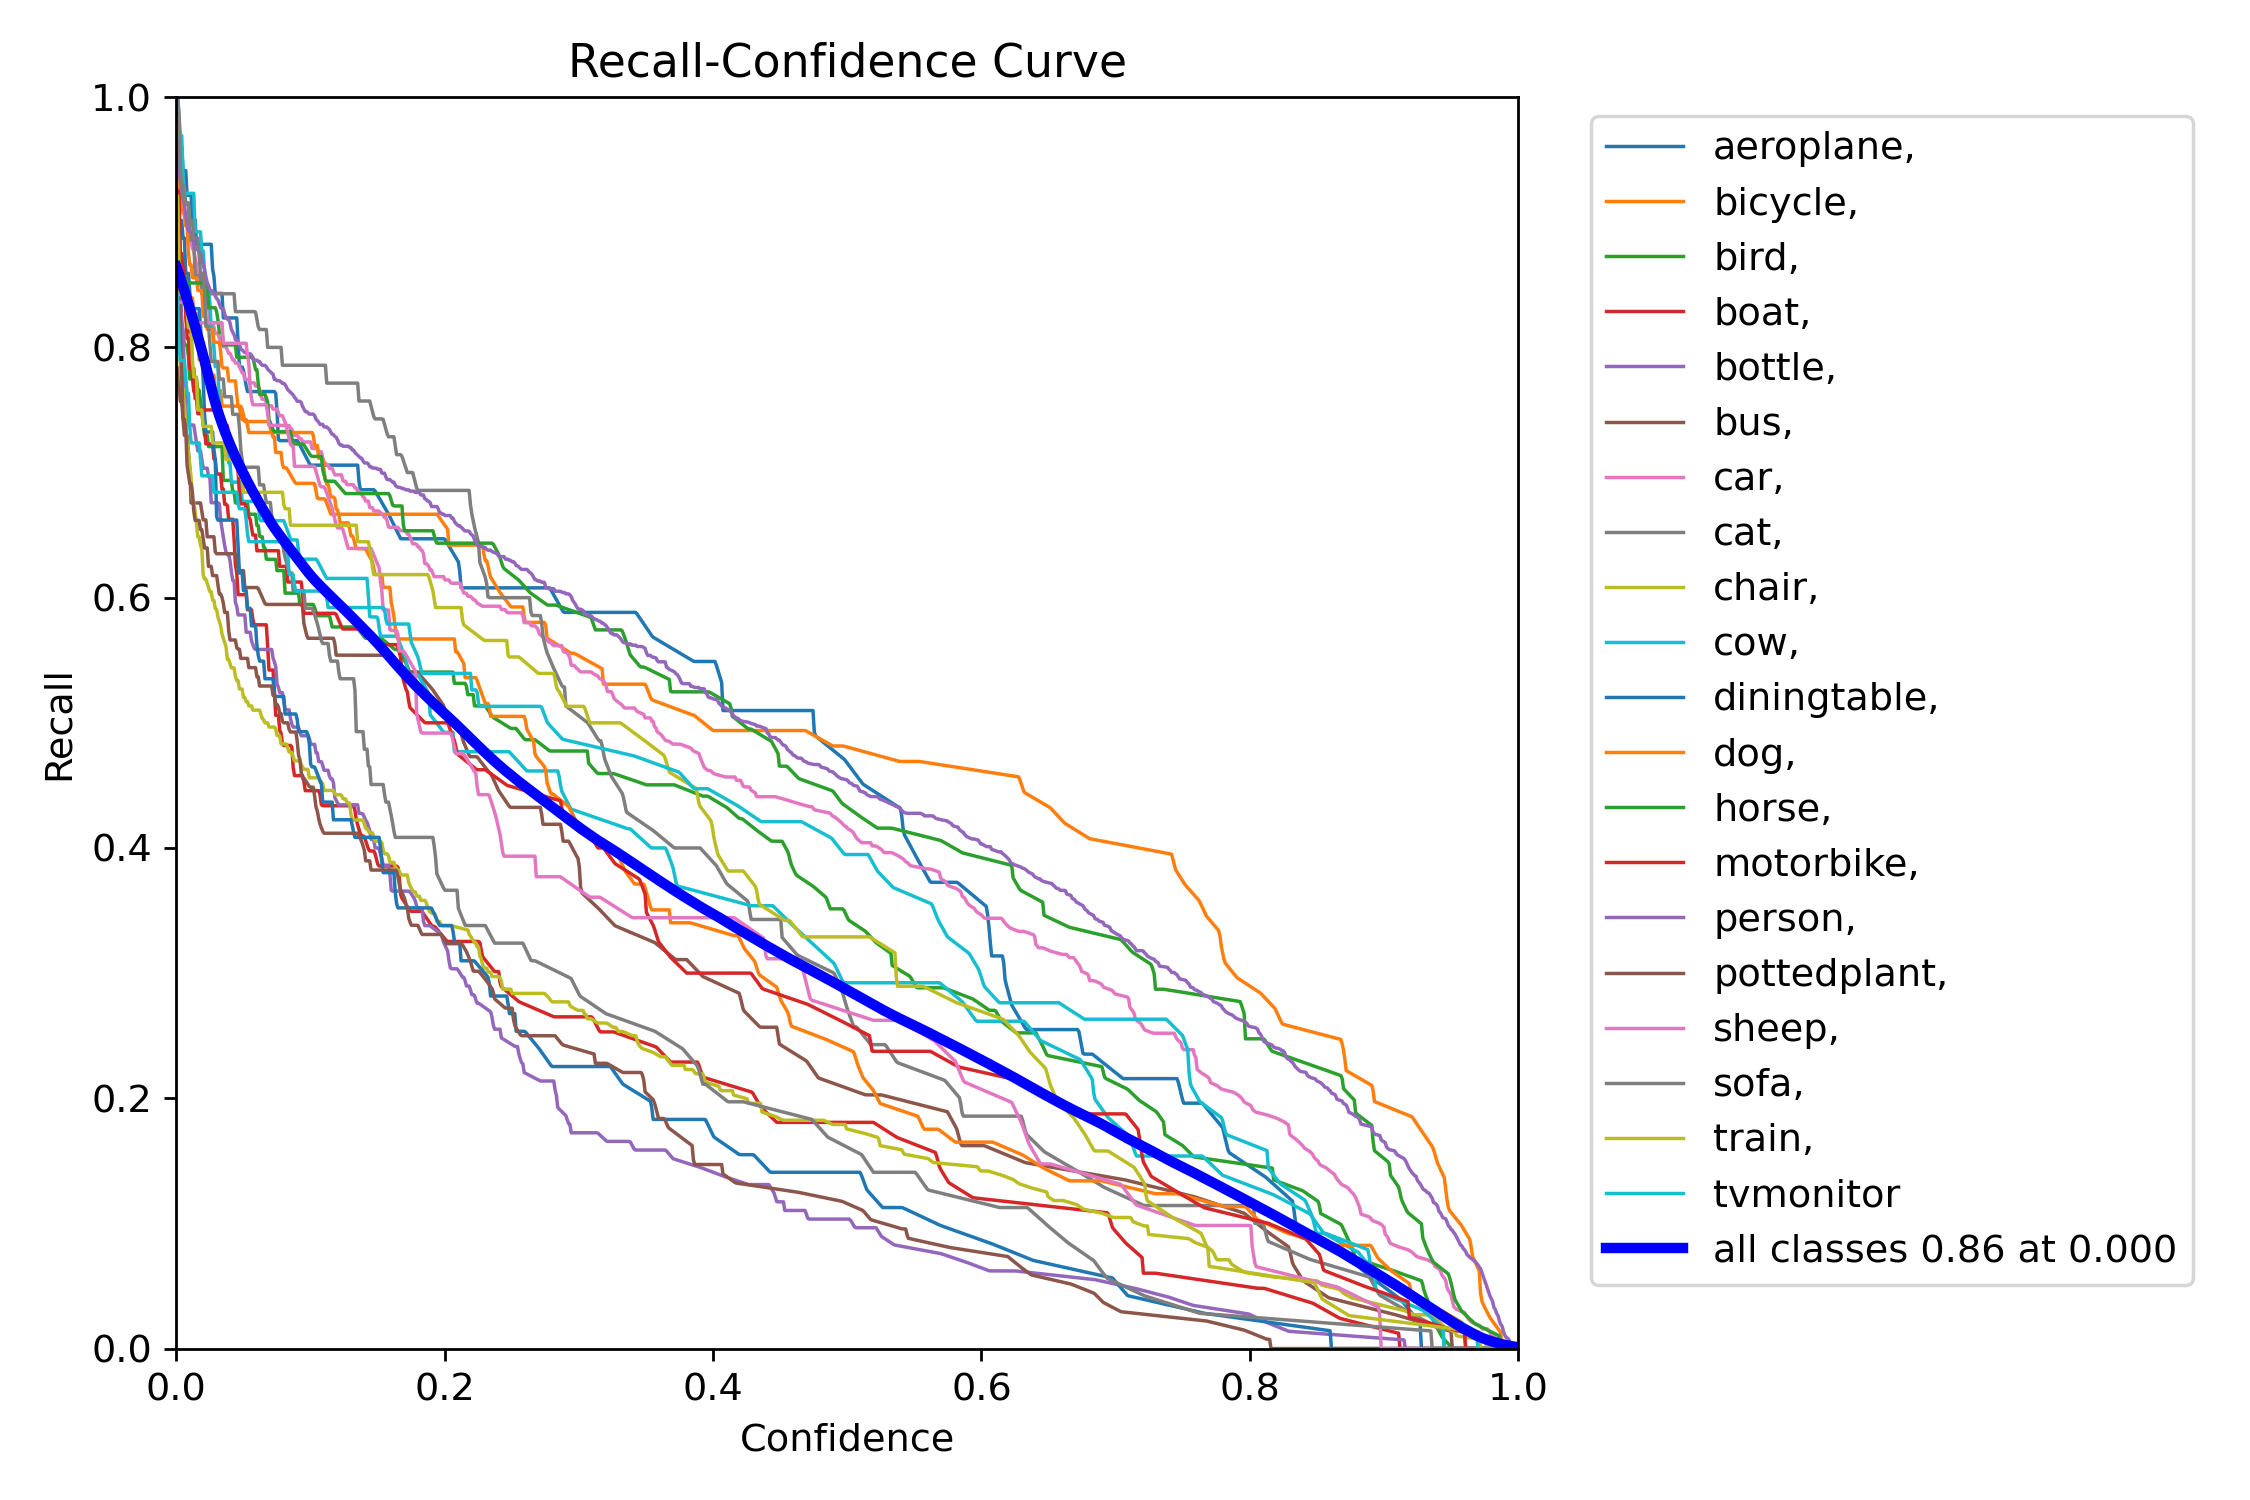 Recall-Confidence Curve
1.0
0.8
0.6
0.4
0.2
0.0
Recall
0.0 0.2 0.4 0.6 0.8 1.0
Confidence
aeroplane,
bicycle,
bird,
boat,
bottle,
bus,
car,
cat,
chair,
cow,
diningtable,
dog,
horse,
motorbike,
person,
pottedplant,
sheep,
sofa,
train,
tvmonitor
all classes 0.86 at 0.000